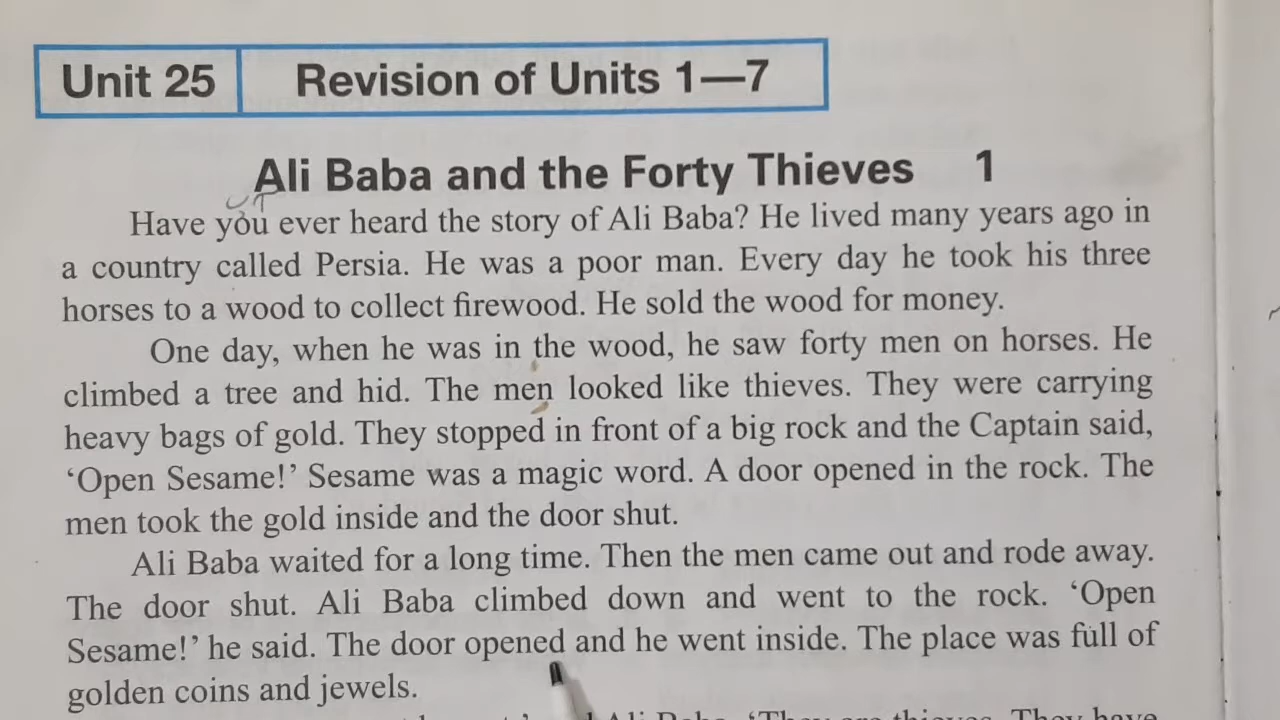 Unit 25 Revision of Units 1—7
Ali Baba and the Forty Thieves 1
Have you ever heard the story of Ali Baba? He lived many years ago in
a country called Persia. He was a poor man. Every day he took his three
horses to a wood to collect firewood. He sold the wood for money.
One day, when he was in the wood, he saw forty men on horses. He
climbed a tree and hid. The men looked like thieves. They were carrying
heavy bags of gold. They stopped in front of a big rock and the Captain said,
‘Open Sesame!’ Sesame was a magic word. A door opened in the rock. The
men took the gold inside and the door shut.
Ali Baba waited for a long time. Then the men came out and rode away.
The door shut. Ali Baba climbed down and went to the rock. ‘Open
Sesame!’ he said. The door opened and he went inside. The place was full of
golden coins and jewels.
Ali Baba. ‘They are thieves. They have